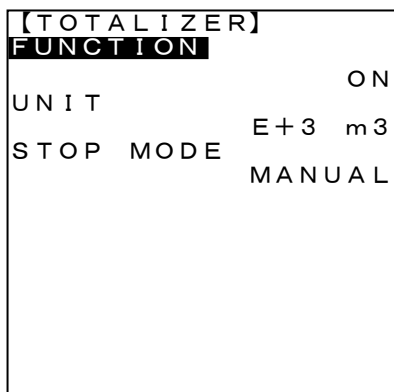 【TOTALIZER】
FUNCTION
ON
UNIT
E+3 m3
STOP MODE
MANUAL